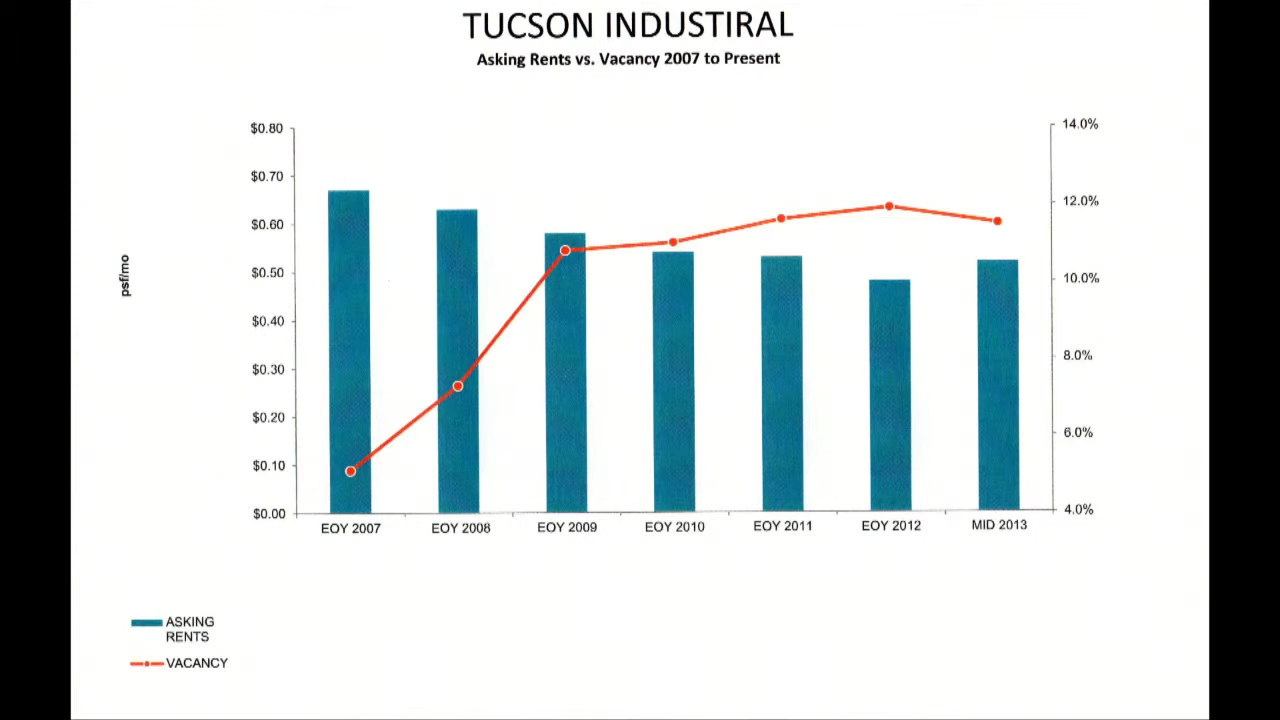 TUCSON INDUSTIRAL
Asking Rents vs. Vacancy 2007 to Present
$0.80
$0.70
$0.60
$0.50
$0.40
$0.30
$0.20
$0.10
$0.00
psf/mo
14.0%
12.0%
10.0%
8.0%
6.0%
4.0%
EOY 2007
EOY 2008
EOY 2009
EOY 2010
EOY 2011
EOY 2012
MID 2013
ASKING
RENTS
VACANCY